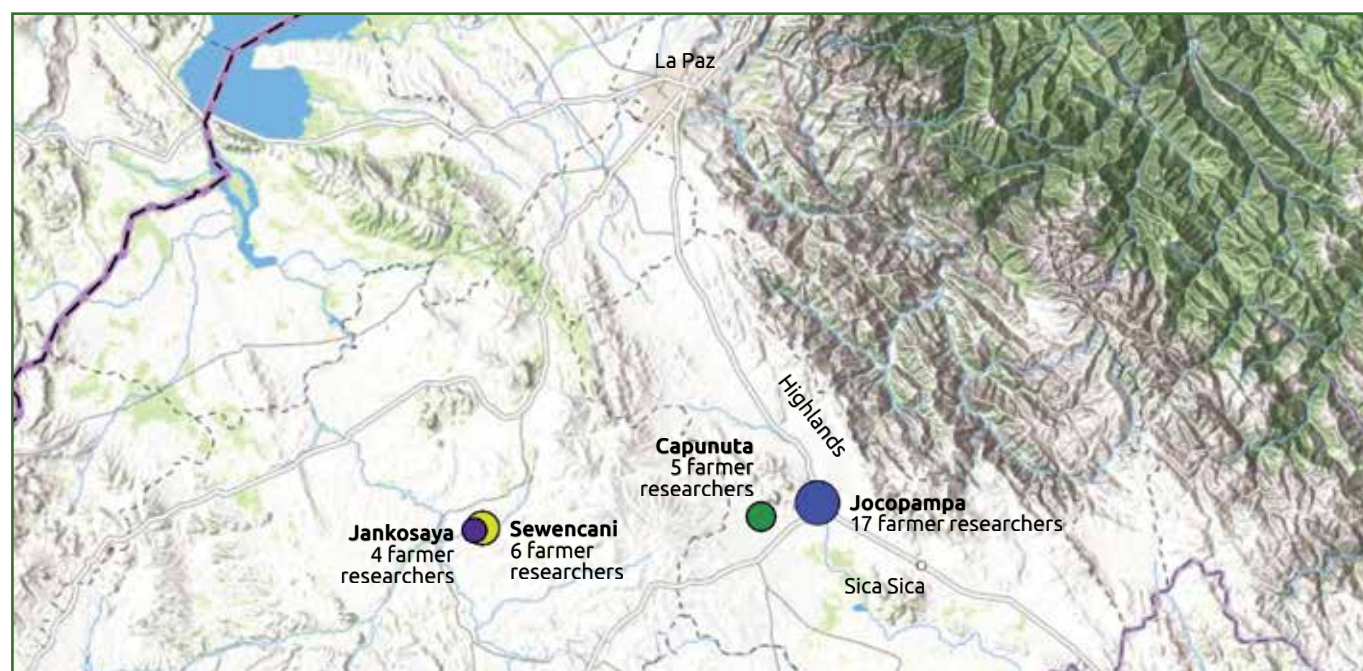 La Paz
Highlands
Capunuta
5 farmer
researchers
Jocopampa
17 farmer researchers
Jankosaya
4 farmer
researchers
Sewencani
6 farmer
researchers
Sica Sica